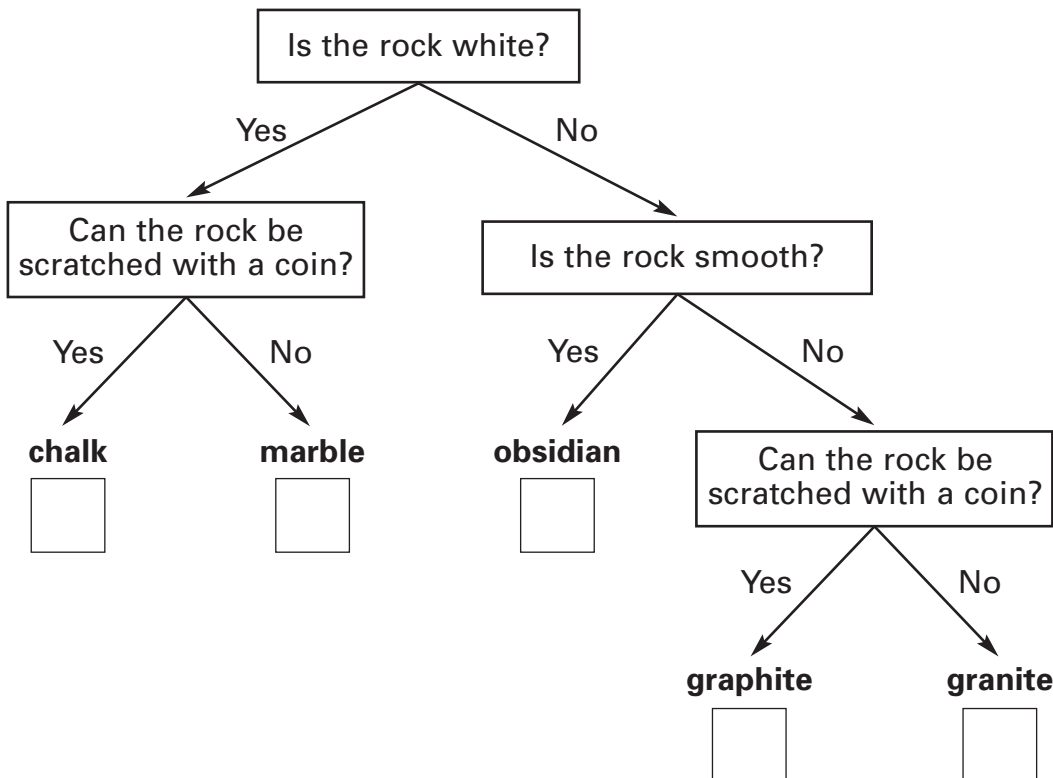 Is the rock white?
Yes
No
Can the rock be
scratched with a coin?
Is the rock smooth?
Yes
No
Yes
No
chalk
marble
obsidian
Can the rock be
scratched with a coin?
Yes
No
graphite
granite